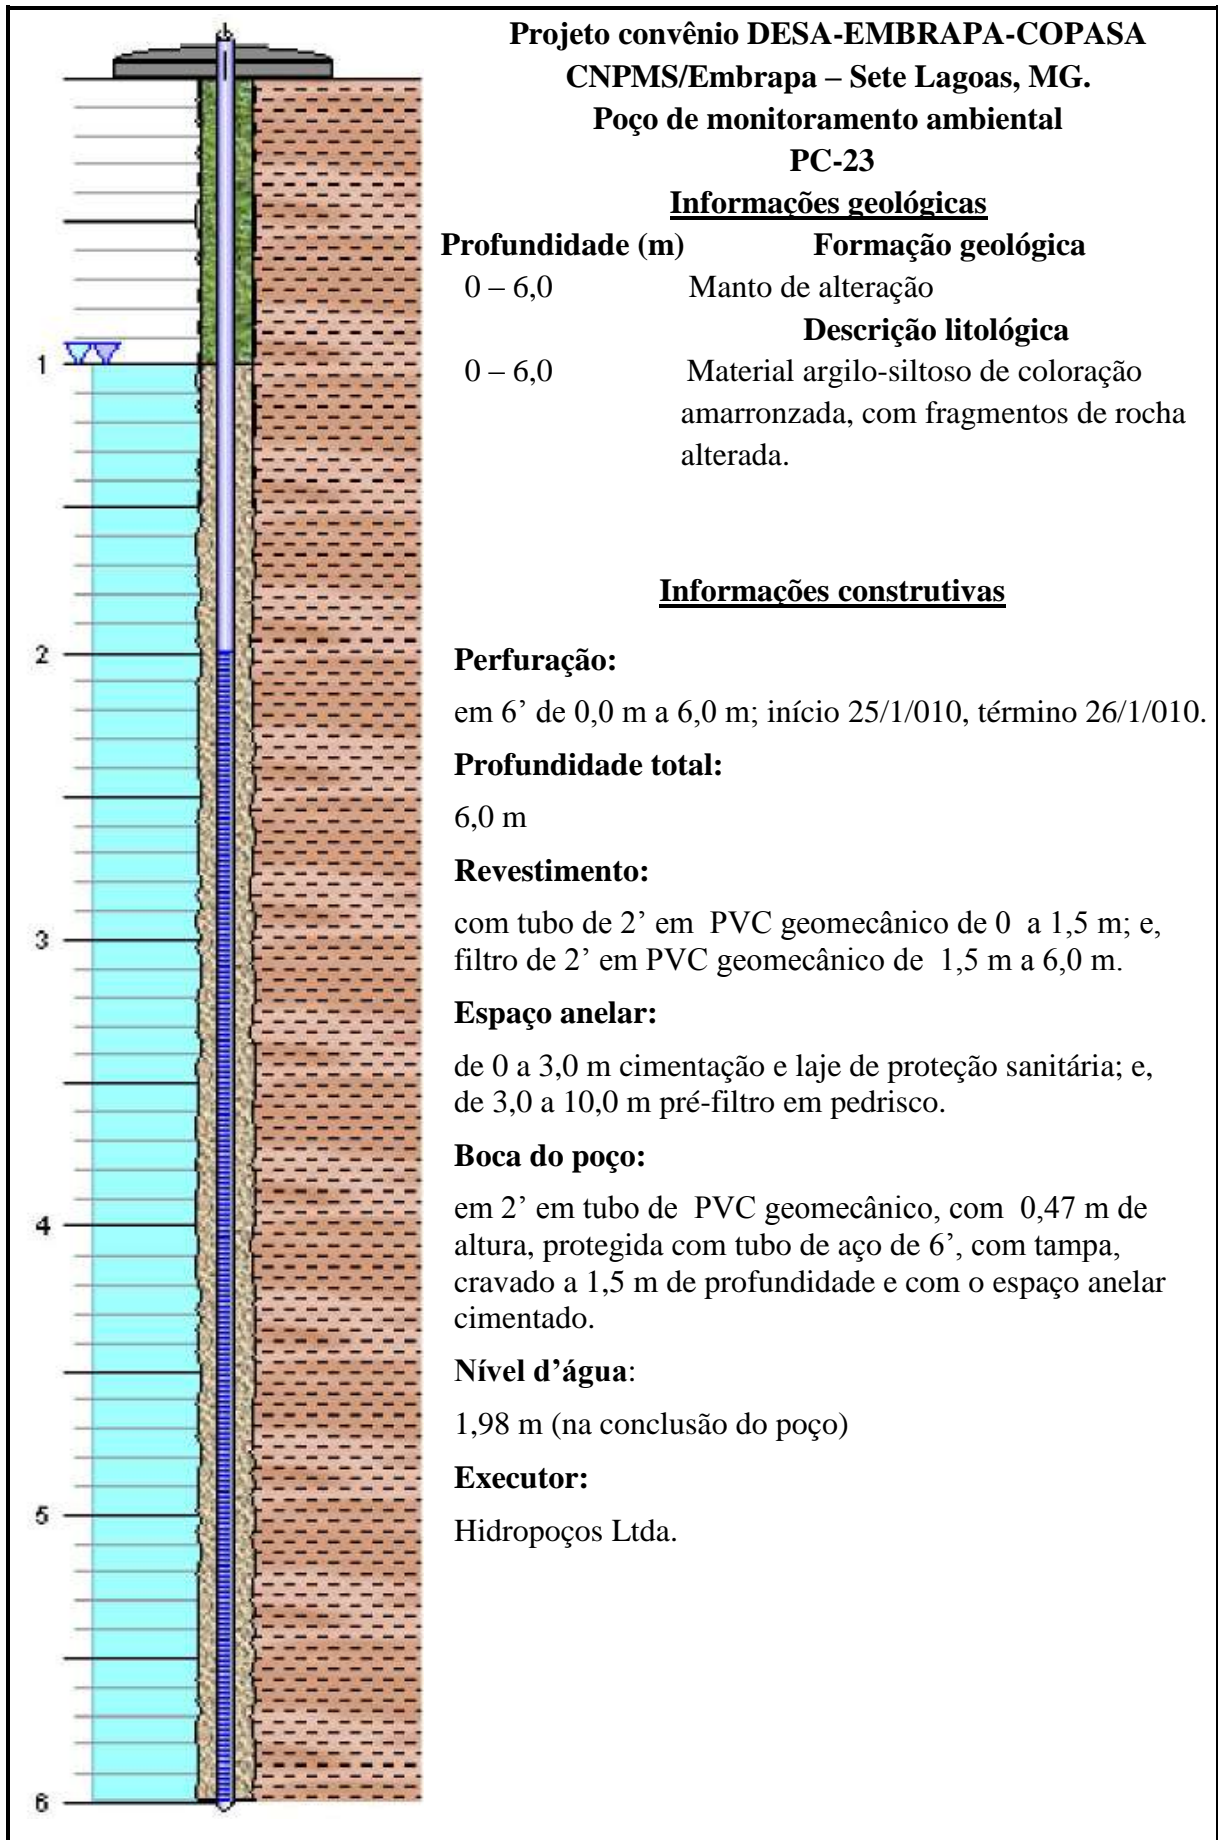 Projeto convênio DESA-EMBRAPA-COPASA
CNPMS/Embrapa – Sete Lagoas, MG.
Poço de monitoramento ambiental
PC-23
Informações geológicas
Profundidade (m) Formação geológica
0 – 6,0 Manto de alteração
Descrição litológica
0 – 6,0 Material argilo-siltoso de coloração
amarronzada, com fragmentos de rocha
alterada.
Informações construtivas
Perfuração:
em 6’ de 0,0 m a 6,0 m; início 25/1/010, término 26/1/010.
Profundidade total:
6,0 m
Revestimento:
com tubo de 2’ em PVC geomecânico de 0 a 1,5 m; e,
filtro de 2’ em PVC geomecânico de 1,5 m a 6,0 m.
Espaço anelar:
de 0 a 3,0 m cimentação e laje de proteção sanitária; e,
de 3,0 a 10,0 m pré-filtro em pedrisco.
Boca do poço:
em 2’ em tubo de PVC geomecânico, com 0,47 m de
altura, protegida com tubo de aço de 6’, com tampa,
cravado a 1,5 m de profundidade e com o espaço anelar
cimentado.
Nível d’água:
1,98 m (na conclusão do poço)
Executor:
Hidropoços Ltda.
1
2
3
4
5
6